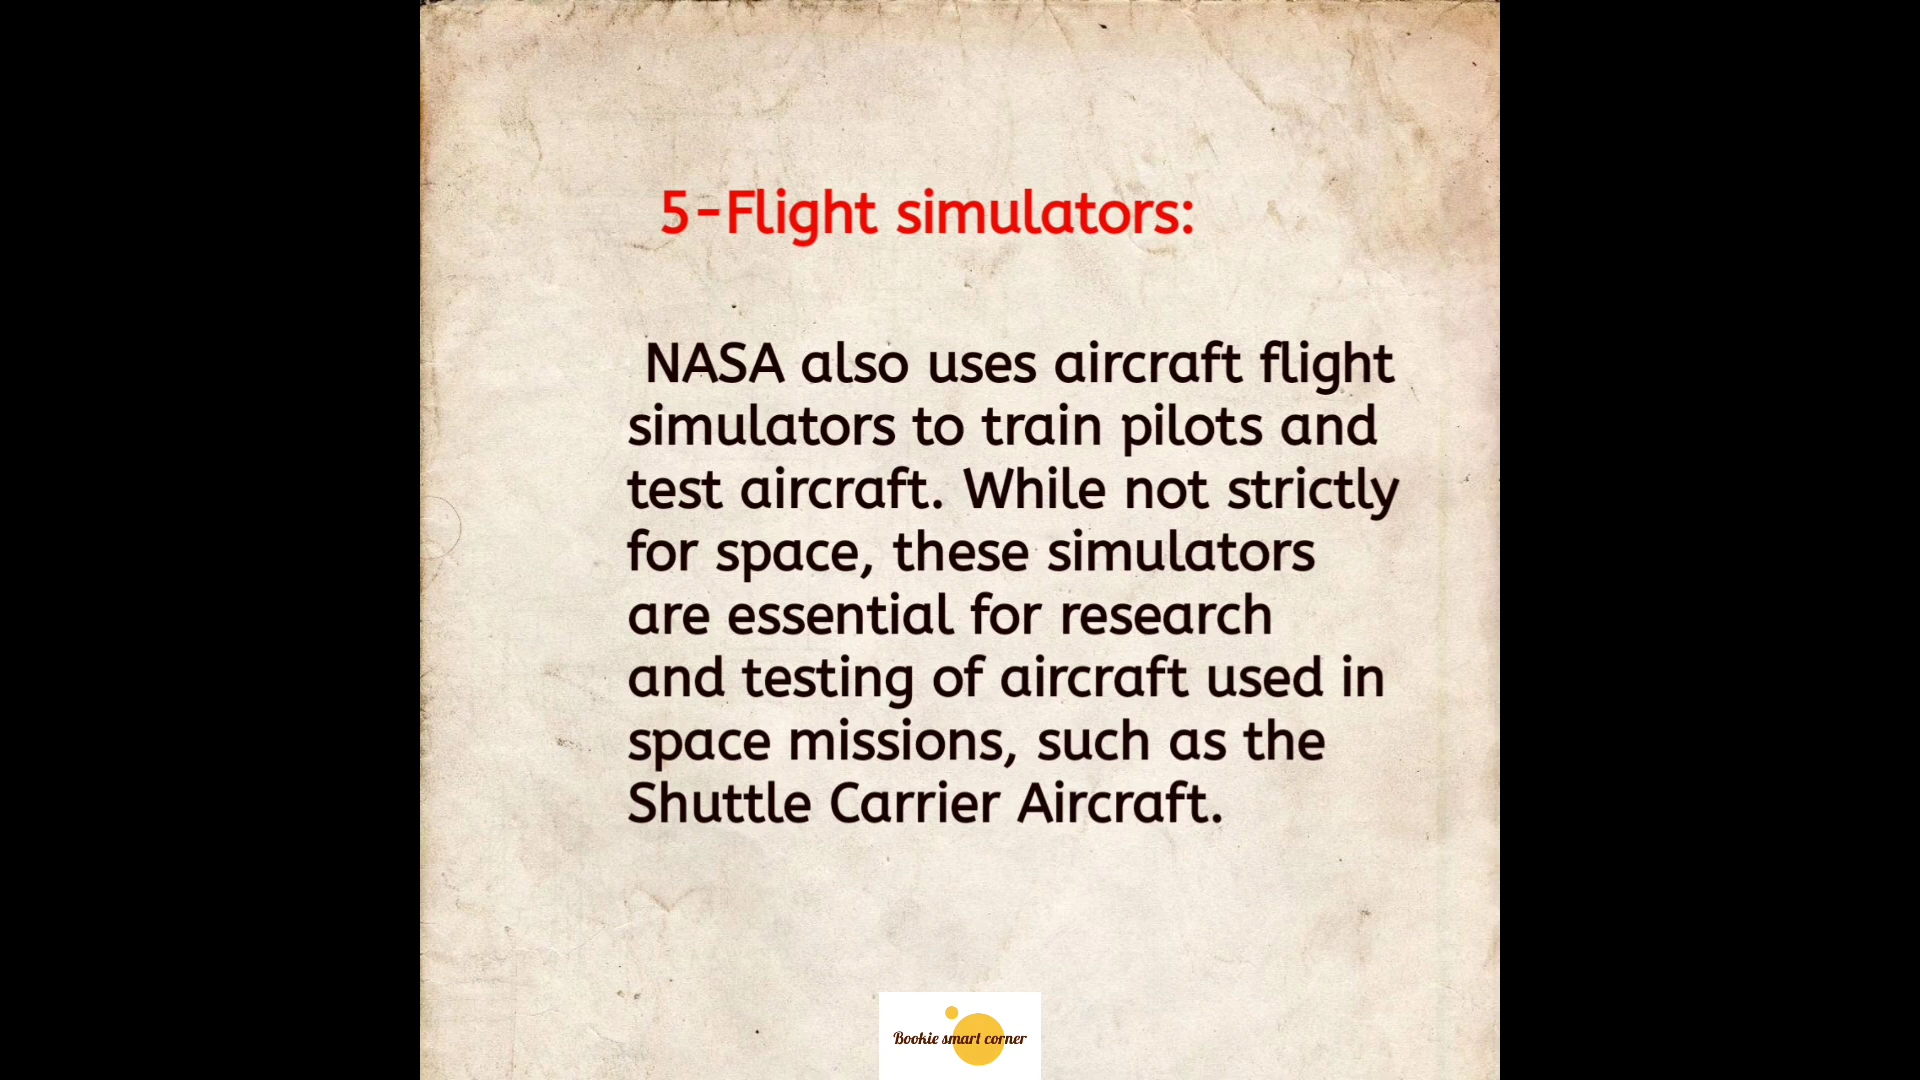 5-Flight simulators:
NASA also uses aircraft flight
simulators to train pilots and
test aircraft. While not strictly
for space, these simulators
are essential for research
and testing of aircraft used in
space missions, such as the
Shuttle Carrier Aircraft.
Bookie smart corner